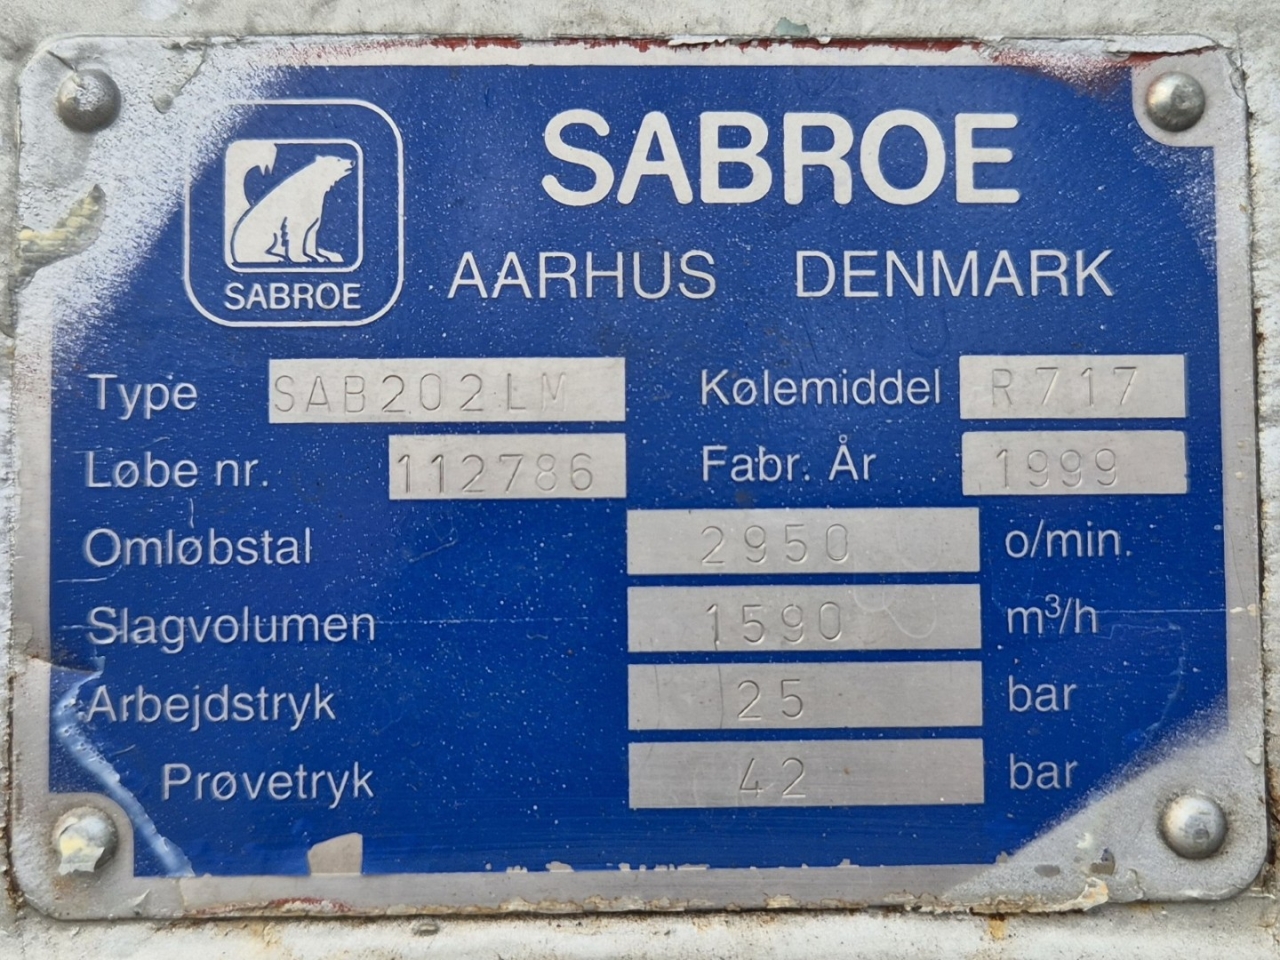 SABROE
SABROE
AARHUS DENMARK
Type SAB202LM Kølemiddel R717
Løbe nr. 112786 Fabr. År 1999
Omløbstal 2950 o/min.
Slagvolumen 1590 m³/h
Arbejdstryk 25 bar
Prøvetryk 42 bar